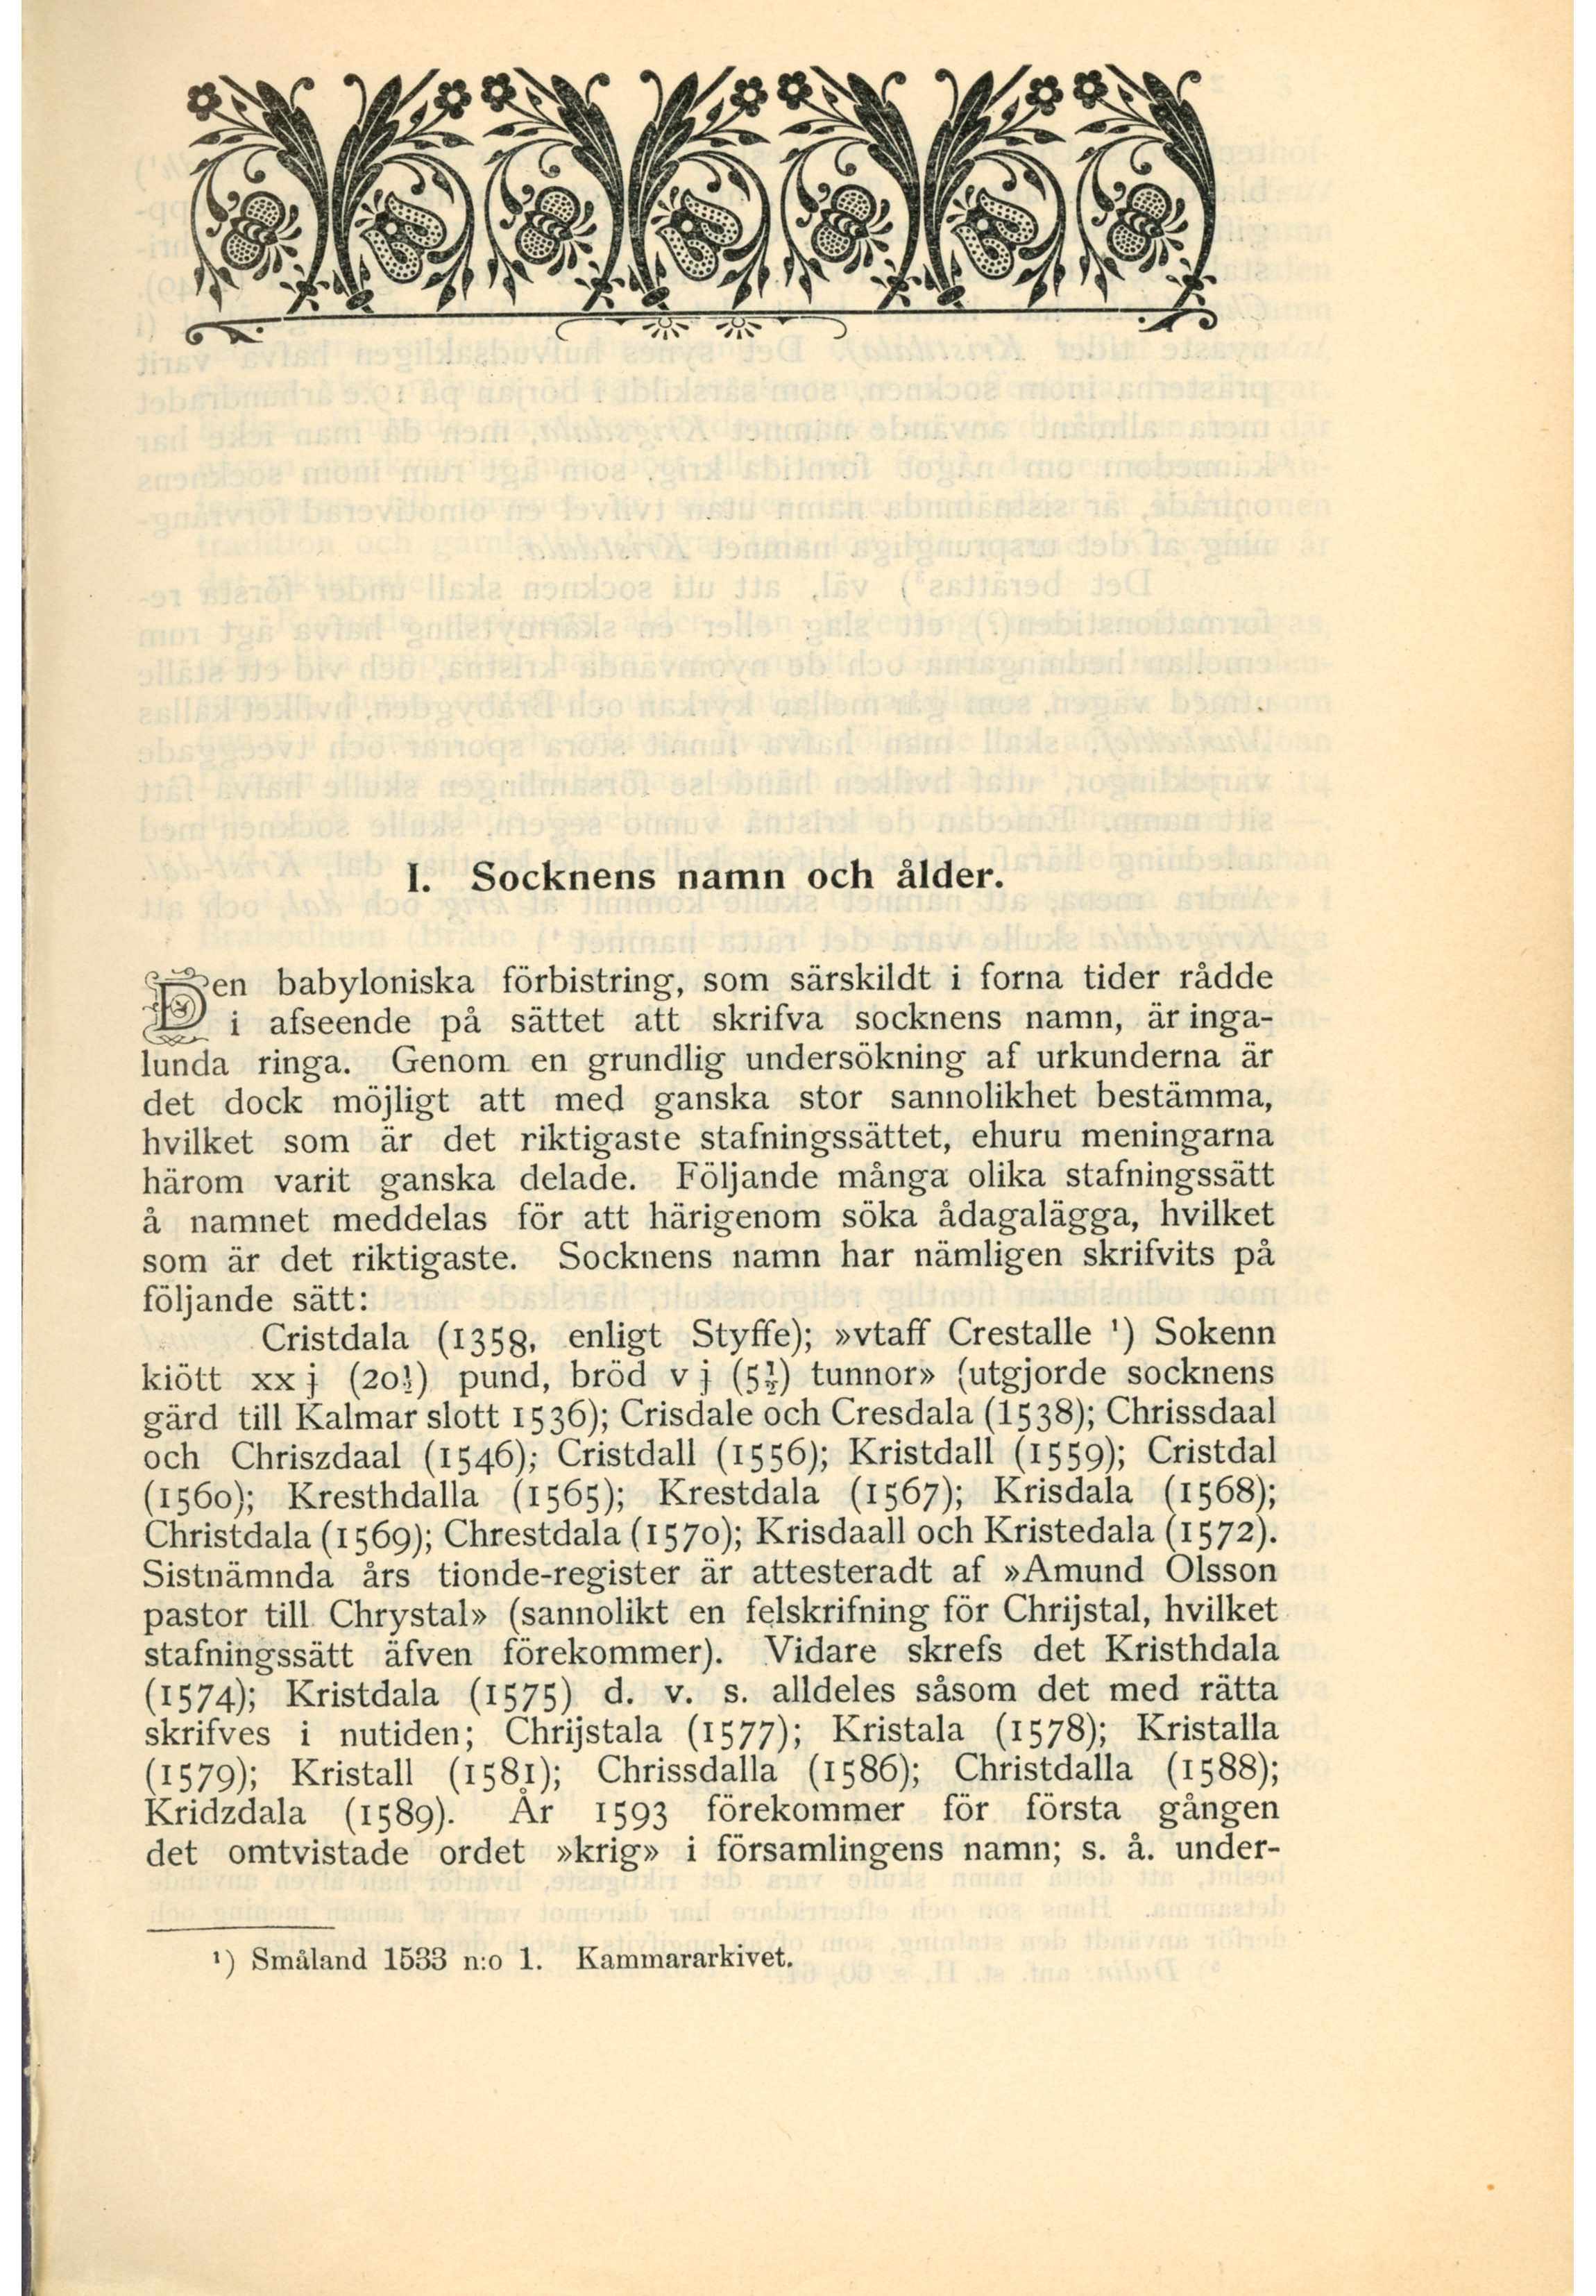 I. Socknens namn och ålder.
Den babyloniska förbistring, som särskildt i forna tider rådde
i afseende på sättet att skrifva socknens namn, är inga-
lunda ringa. Genom en grundlig undersökning af urkunderna är
det dock möjligt att med ganska stor sannolikhet bestämma,
hvilket som är det riktigaste stafningssättet, ehuru meningarna
härom varit ganska delade. Följande många olika stafningssätt
å namnet meddelas för att härigenom söka ådagalägga, hvilket
som är det riktigaste. Socknens namn har nämligen skrifvits på
följande sätt:
Cristdala (1358, enligt Styffe); »vtaff Crestalle ¹) Sokenn
kiött xx j (20½) pund, bröd v j (5½) tunnor» (utgjorde socknens
gärd till Kalmar slott 1536); Crisdale och Cresdala (1538); Chrissdaal
och Chriszdaal (1546); Cristdall (1556); Kristdall (1559); Cristdal
(1560); Kresthdalla (1565); Krestdala (1567); Krisdala (1568);
Christdala (1569); Chrestdala (1570); Krisdaall och Kristedala (1572).
Sistnämnda års tionde-register är attesteradt af »Amund Olsson
pastor till Chrystal» (sannolikt en felskrifning för Chrijstal, hvilket
stafningssätt äfven förekommer). Vidare skrefs det Kristhdala
(1574); Kristdala (1575) d. v. s. alldeles såsom det med rätta
skrifves i nutiden; Chrijstala (1577); Kristala (1578); Kristalla
(1579); Kristall (1581); Chrissdalla (1586); Christdalla (1588);
Kridzdala (1589). År 1593 förekommer för första gången
det omtvistade ordet »krig» i församlingens namn; s. å. under-
¹) Småland 1533 n:o 1. Kammararkivet.